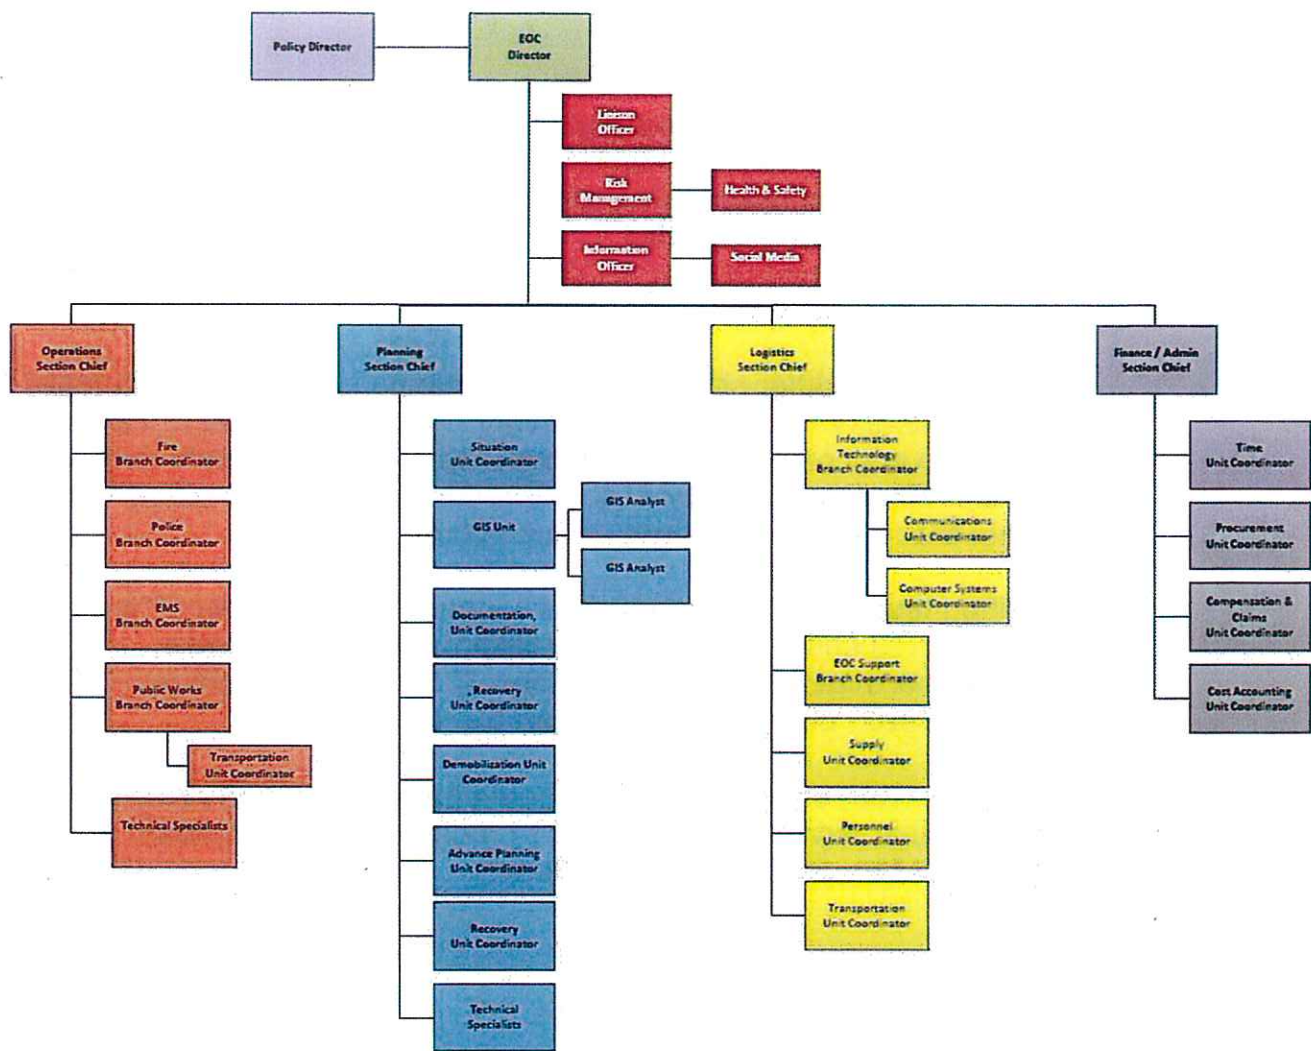 Policy Director
EOC
Director
Liaison
Officer
Risk
Management
Health & Safety
Information
Officer
Social Media
Operations
Section Chief
Fire
Branch Coordinator
Police
Branch Coordinator
EMS
Branch Coordinator
Public Works
Branch Coordinator
Transportation
Unit Coordinator
Technical Specialists
Planning
Section Chief
Situation
Unit Coordinator
GIS Unit
GIS Analyst
GIS Analyst
Documentation,
Unit Coordinator
, Recovery
Unit Coordinator
Demobilization Unit
Coordinator
Advance Planning
Unit Coordinator
Recovery
Unit Coordinator
Technical
Specialists
Logistics
Section Chief
Information
Technology
Branch Coordinator
Communications
Unit Coordinator
Computer Systems
Unit Coordinator
EOC Support
Branch Coordinator
Supply
Unit Coordinator
Personnel
Unit Coordinator
Transportation
Unit Coordinator
Finance / Admin
Section Chief
Time
Unit Coordinator
Procurement
Unit Coordinator
Compensation &
Claims
Unit Coordinator
Cost Accounting
Unit Coordinator